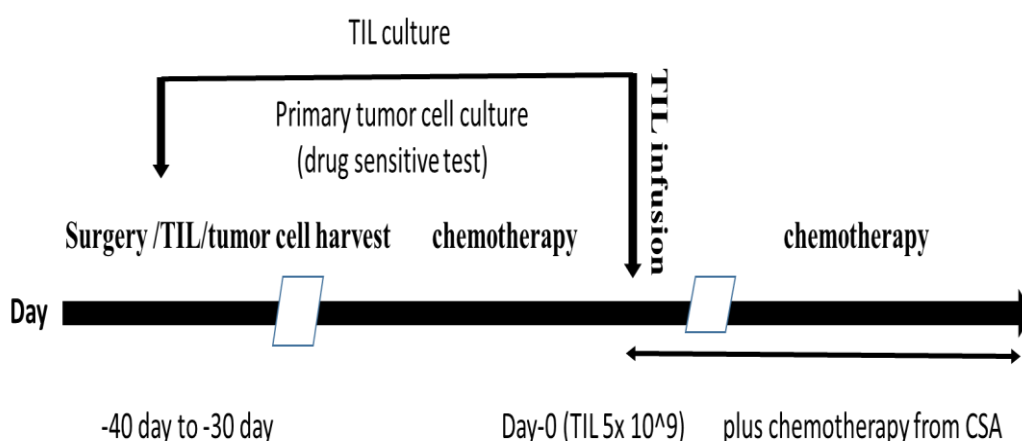 TIL culture
Primary tumor cell culture
(drug sensitive test)
TIL infusion
Surgery /TIL/tumor cell harvest
chemotherapy
chemotherapy
Day
-40 day to -30 day
Day-0 (TIL 5x 10^9)
plus chemotherapy from CSA